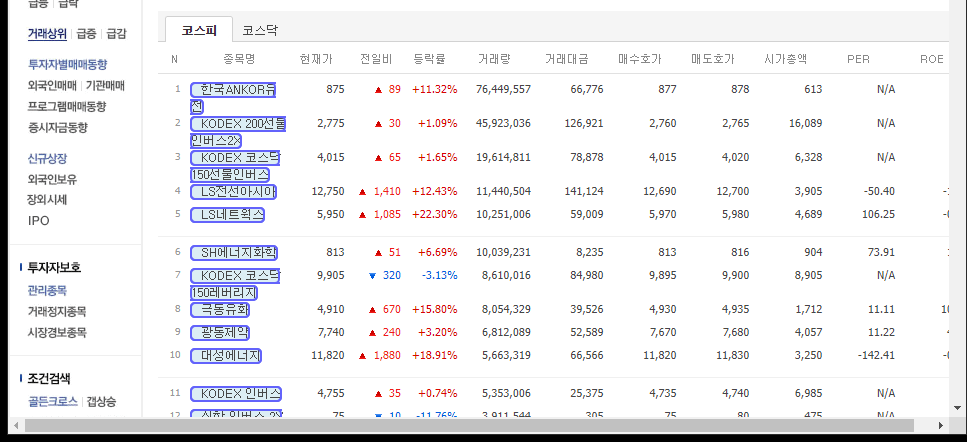 급등 급락
거래상위 급증 급감
투자자별매매동향
외국인매매 기관매매
프로그램매매동향
증시자금동향
신규상장
외국인보유
장외시세
IPO
투자자보호
관리종목
거래정지종목
시장경보종목
조건검색
골든크로스 갭상승
코스피 코스닥
N 종목명 현재가 전일비 등락률 거래량 거래대금 매수호가 매도호가 시가총액 PER ROE
1 한국ANKOR유 875 ▲ 89 +11.32% 76,449,557 66,776 877 878 613 N/A
전
2 KODEX 200선물 2,775 ▲ 30 +1.09% 45,923,036 126,921 2,760 2,765 16,089 N/A
인버스2X
3 KODEX 코스닥 4,015 ▲ 65 +1.65% 19,614,811 78,878 4,015 4,020 6,328 N/A
150선물인버스
4 LS전선아시아 12,750 ▲ 1,410 +12.43% 11,440,504 141,124 12,690 12,700 3,905 -50.40
5 LS네트웍스 5,950 ▲ 1,085 +22.30% 10,251,006 59,009 5,970 5,980 4,689 106.25
6 SH에너지화학 813 ▲ 51 +6.69% 10,039,231 8,235 813 816 904 73.91
7 KODEX 코스닥 9,905 ▼ 320 -3.13% 8,610,016 84,980 9,895 9,900 8,905 N/A
150레버리지
8 극동유화 4,910 ▲ 670 +15.80% 8,054,329 39,526 4,930 4,935 1,712 11.11
9 광동제약 7,740 ▲ 240 +3.20% 6,812,089 52,589 7,670 7,680 4,057 11.22
10 대성에너지 11,820 ▲ 1,880 +18.91% 5,663,319 66,566 11,820 11,830 3,250 -142.41
11 KODEX 인버스 4,755 ▲ 35 +0.74% 5,353,006 25,375 4,735 4,740 6,985 N/A
12 신한 인버스 2X 75 ▼ 10 -11.76% 3,911,544 305 75 80 475 N/A